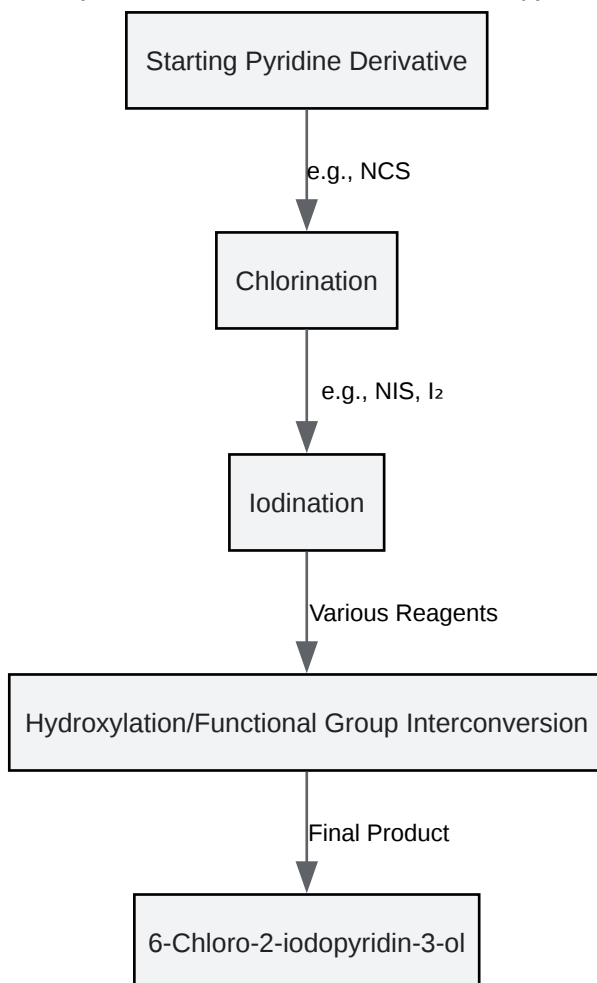 Starting Pyridine Derivative
e.g., NCS
Chlorination
e.g., NIS, I₂
Iodination
Various Reagents
Hydroxylation/Functional Group Interconversion
Final Product
6-Chloro-2-iodopyridin-3-ol